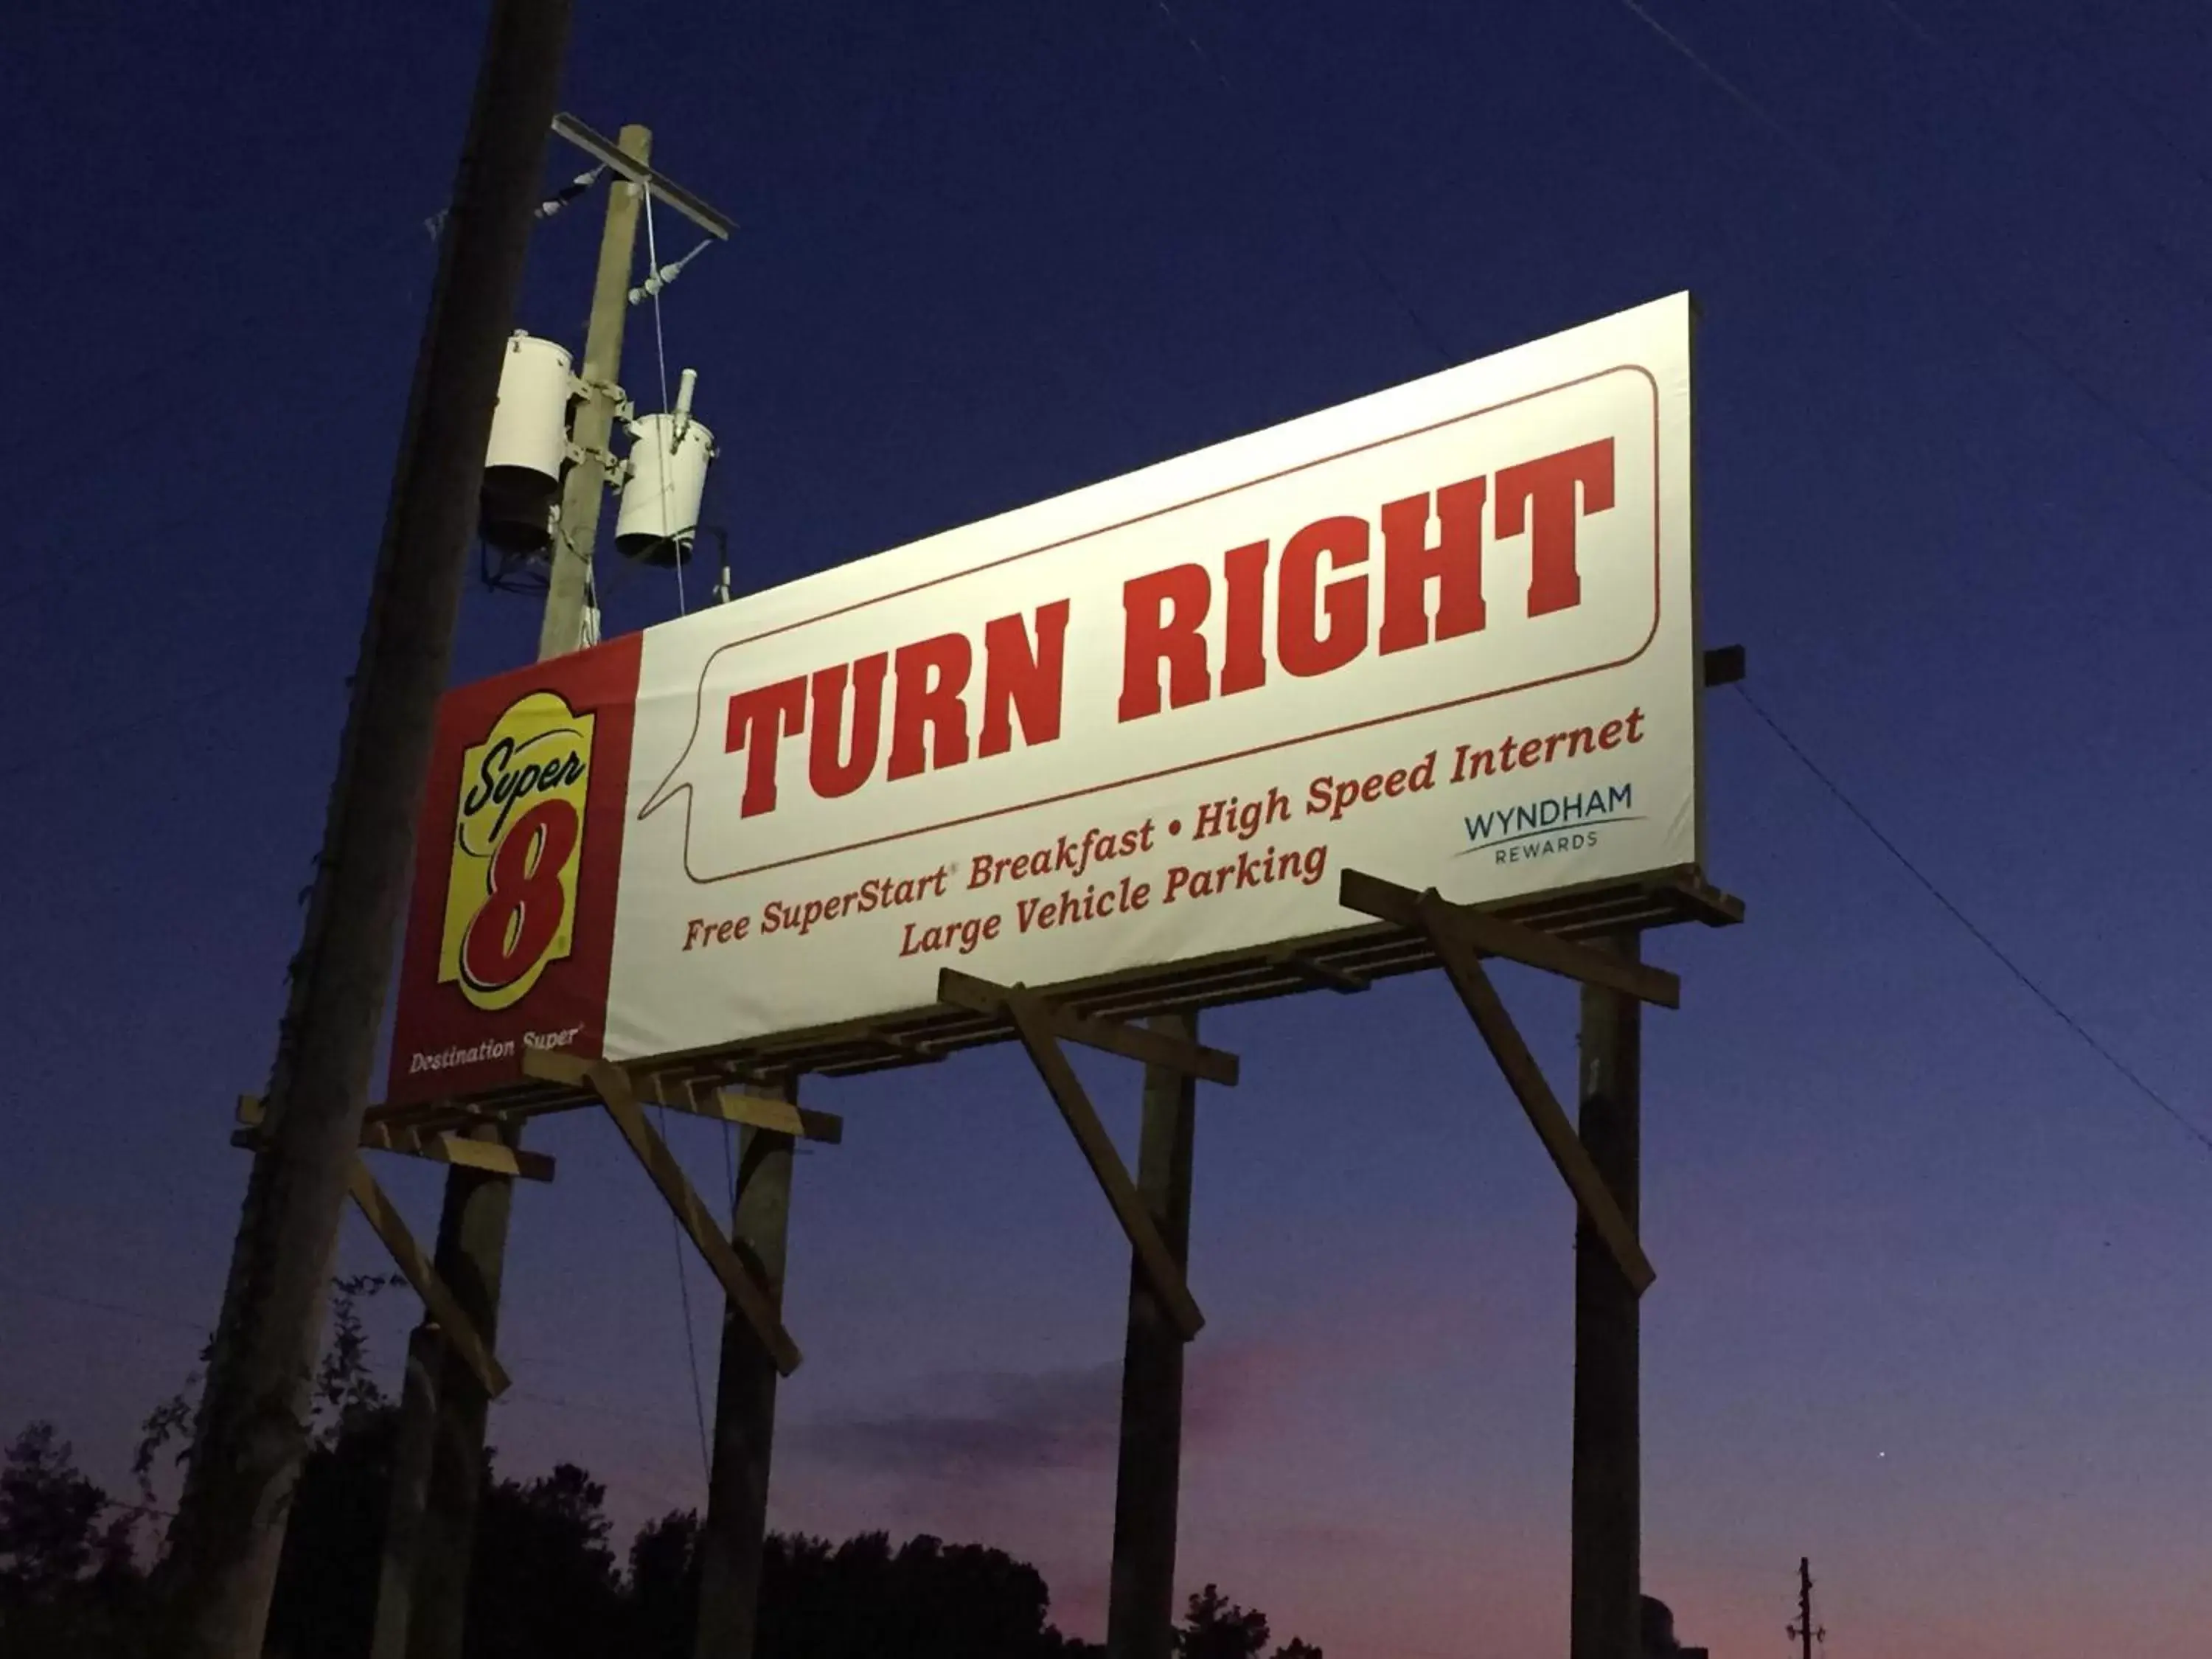 Super
8
Destination Super®
TURN RIGHT
Free SuperStart® Breakfast • High Speed Internet
Large Vehicle Parking
WYNDHAM
REWARDS